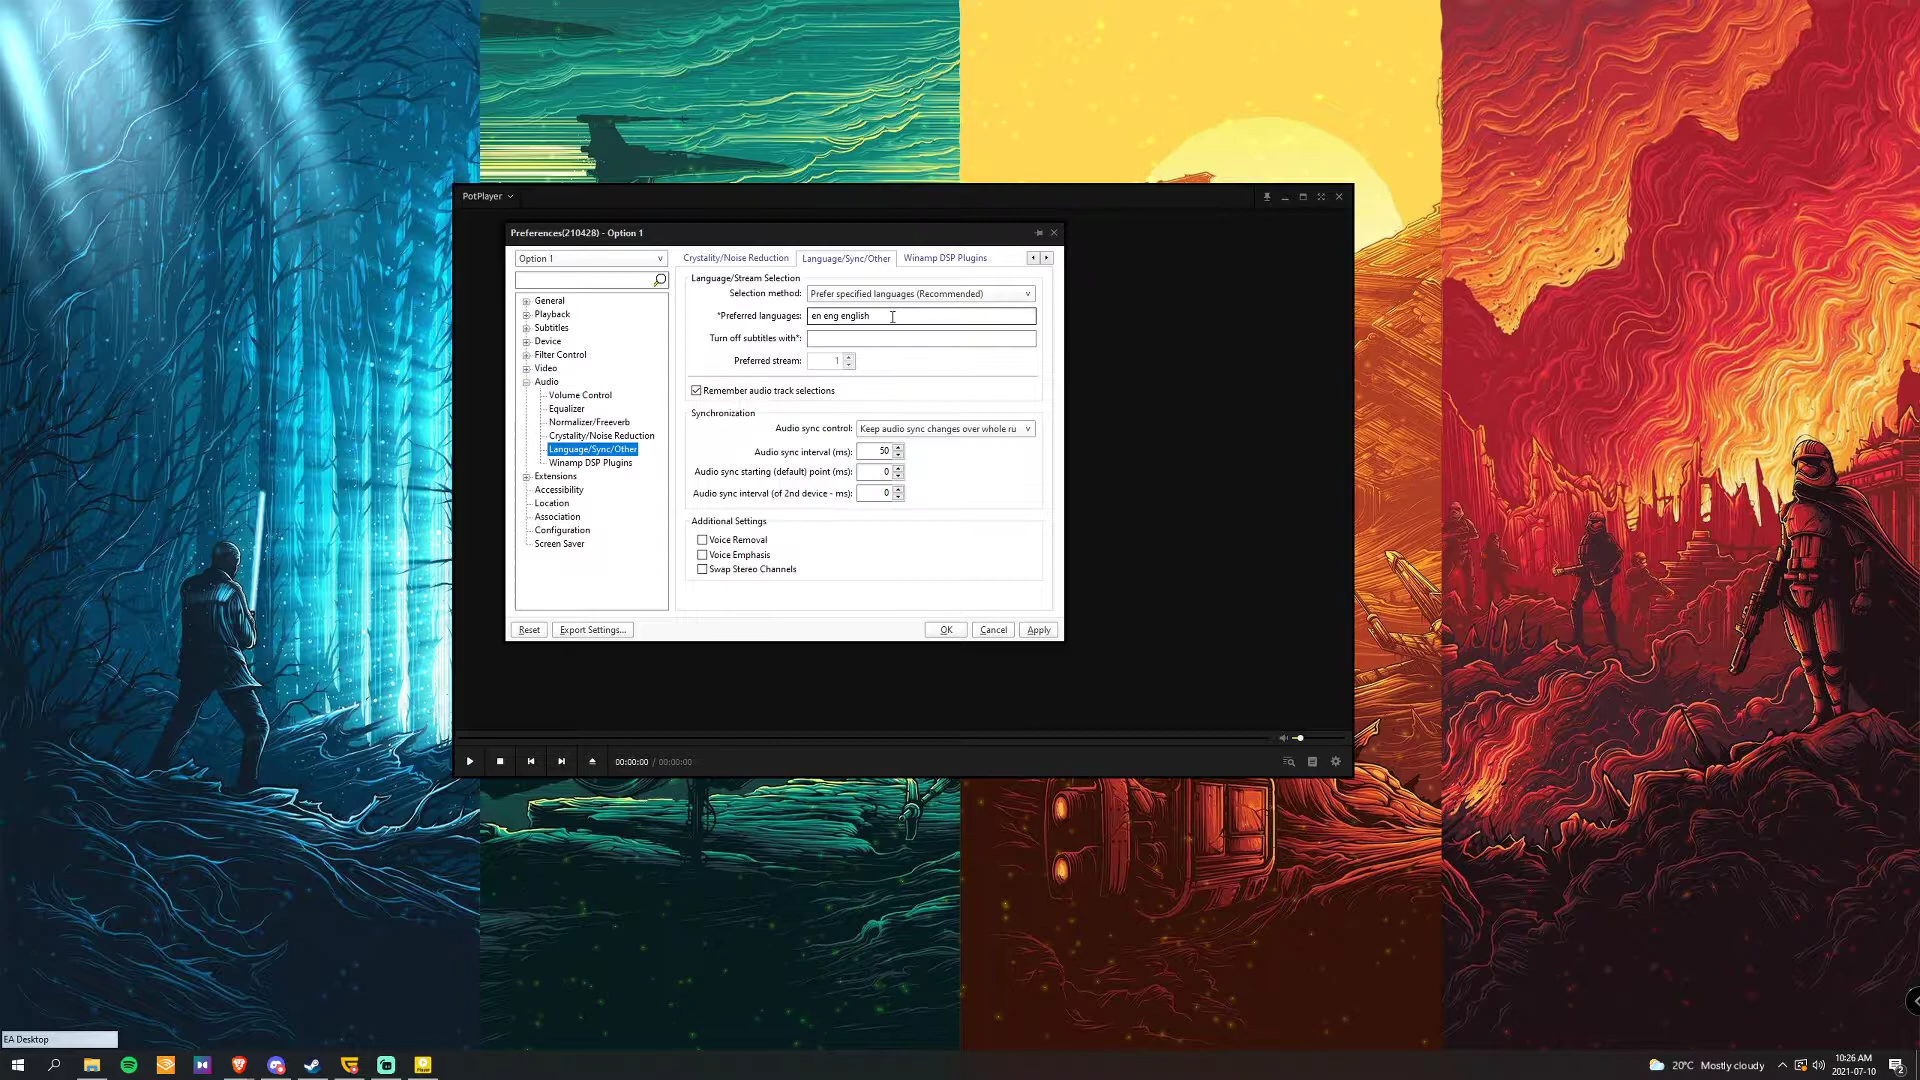 PotPlayer
Preferences(210428) - Option 1
Option 1
Crystality/Noise Reduction
Language/Sync/Other
Winamp DSP Plugins
General
Playback
Subtitles
Device
Filter Control
Video
Audio
Volume Control
Equalizer
Normalizer/Freeverb
Crystality/Noise Reduction
Language/Sync/Other
Winamp DSP Plugins
Extensions
Accessibility
Location
Association
Configuration
Screen Saver
Language/Stream Selection
Selection method: Prefer specified languages (Recommended)
*Preferred languages: en eng english
Turn off subtitles with*:
Preferred stream: 1
Remember audio track selections
Synchronization
Audio sync control: Keep audio sync changes over whole ru
Audio sync interval (ms): 50
Audio sync starting (default) point (ms): 0
Audio sync interval (of 2nd device - ms): 0
Additional Settings
Voice Removal
Voice Emphasis
Swap Stereo Channels
Reset Export Settings... OK Cancel Apply
00:00:00 / 00:00:00
EA Desktop
20°C Mostly cloudy
10:26 AM
2021-07-10
2